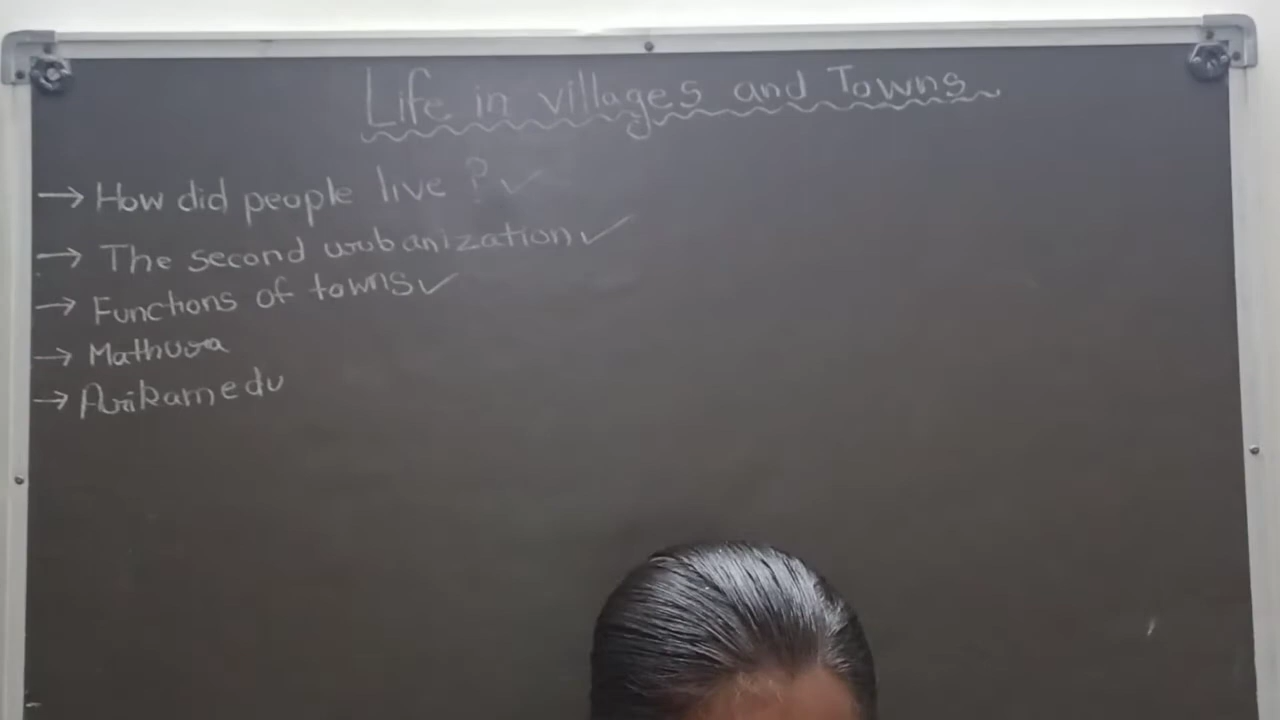 Life in villages and Towns
→ How did people live ? ✓
→ The second urbanization ✓
→ Functions of towns ✓
→ Mathura
→ Arikamedu